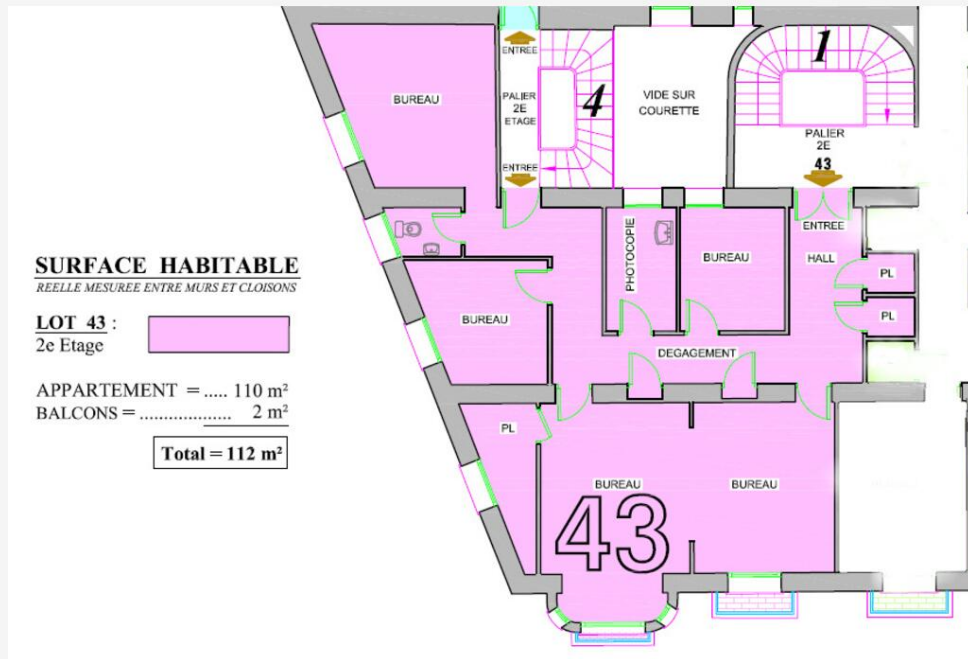 SURFACE HABITABLE
REELLE MESUREE ENTRE MURS ET CLOISONS
LOT 43 :
2e Etage
APPARTEMENT = ..... 110 m²
BALCONS = ................... 2 m²
Total = 112 m²
BUREAU
ENTREE
PALIER
2E
ETAGE
ENTREE
4
VIDE SUR
COURETTE
1
PALIER
2E
43
ENTREE
HALL
PL
PL
PHOTOCOPIE
BUREAU
BUREAU
DEGAGEMENT
PL
BUREAU
BUREAU
43